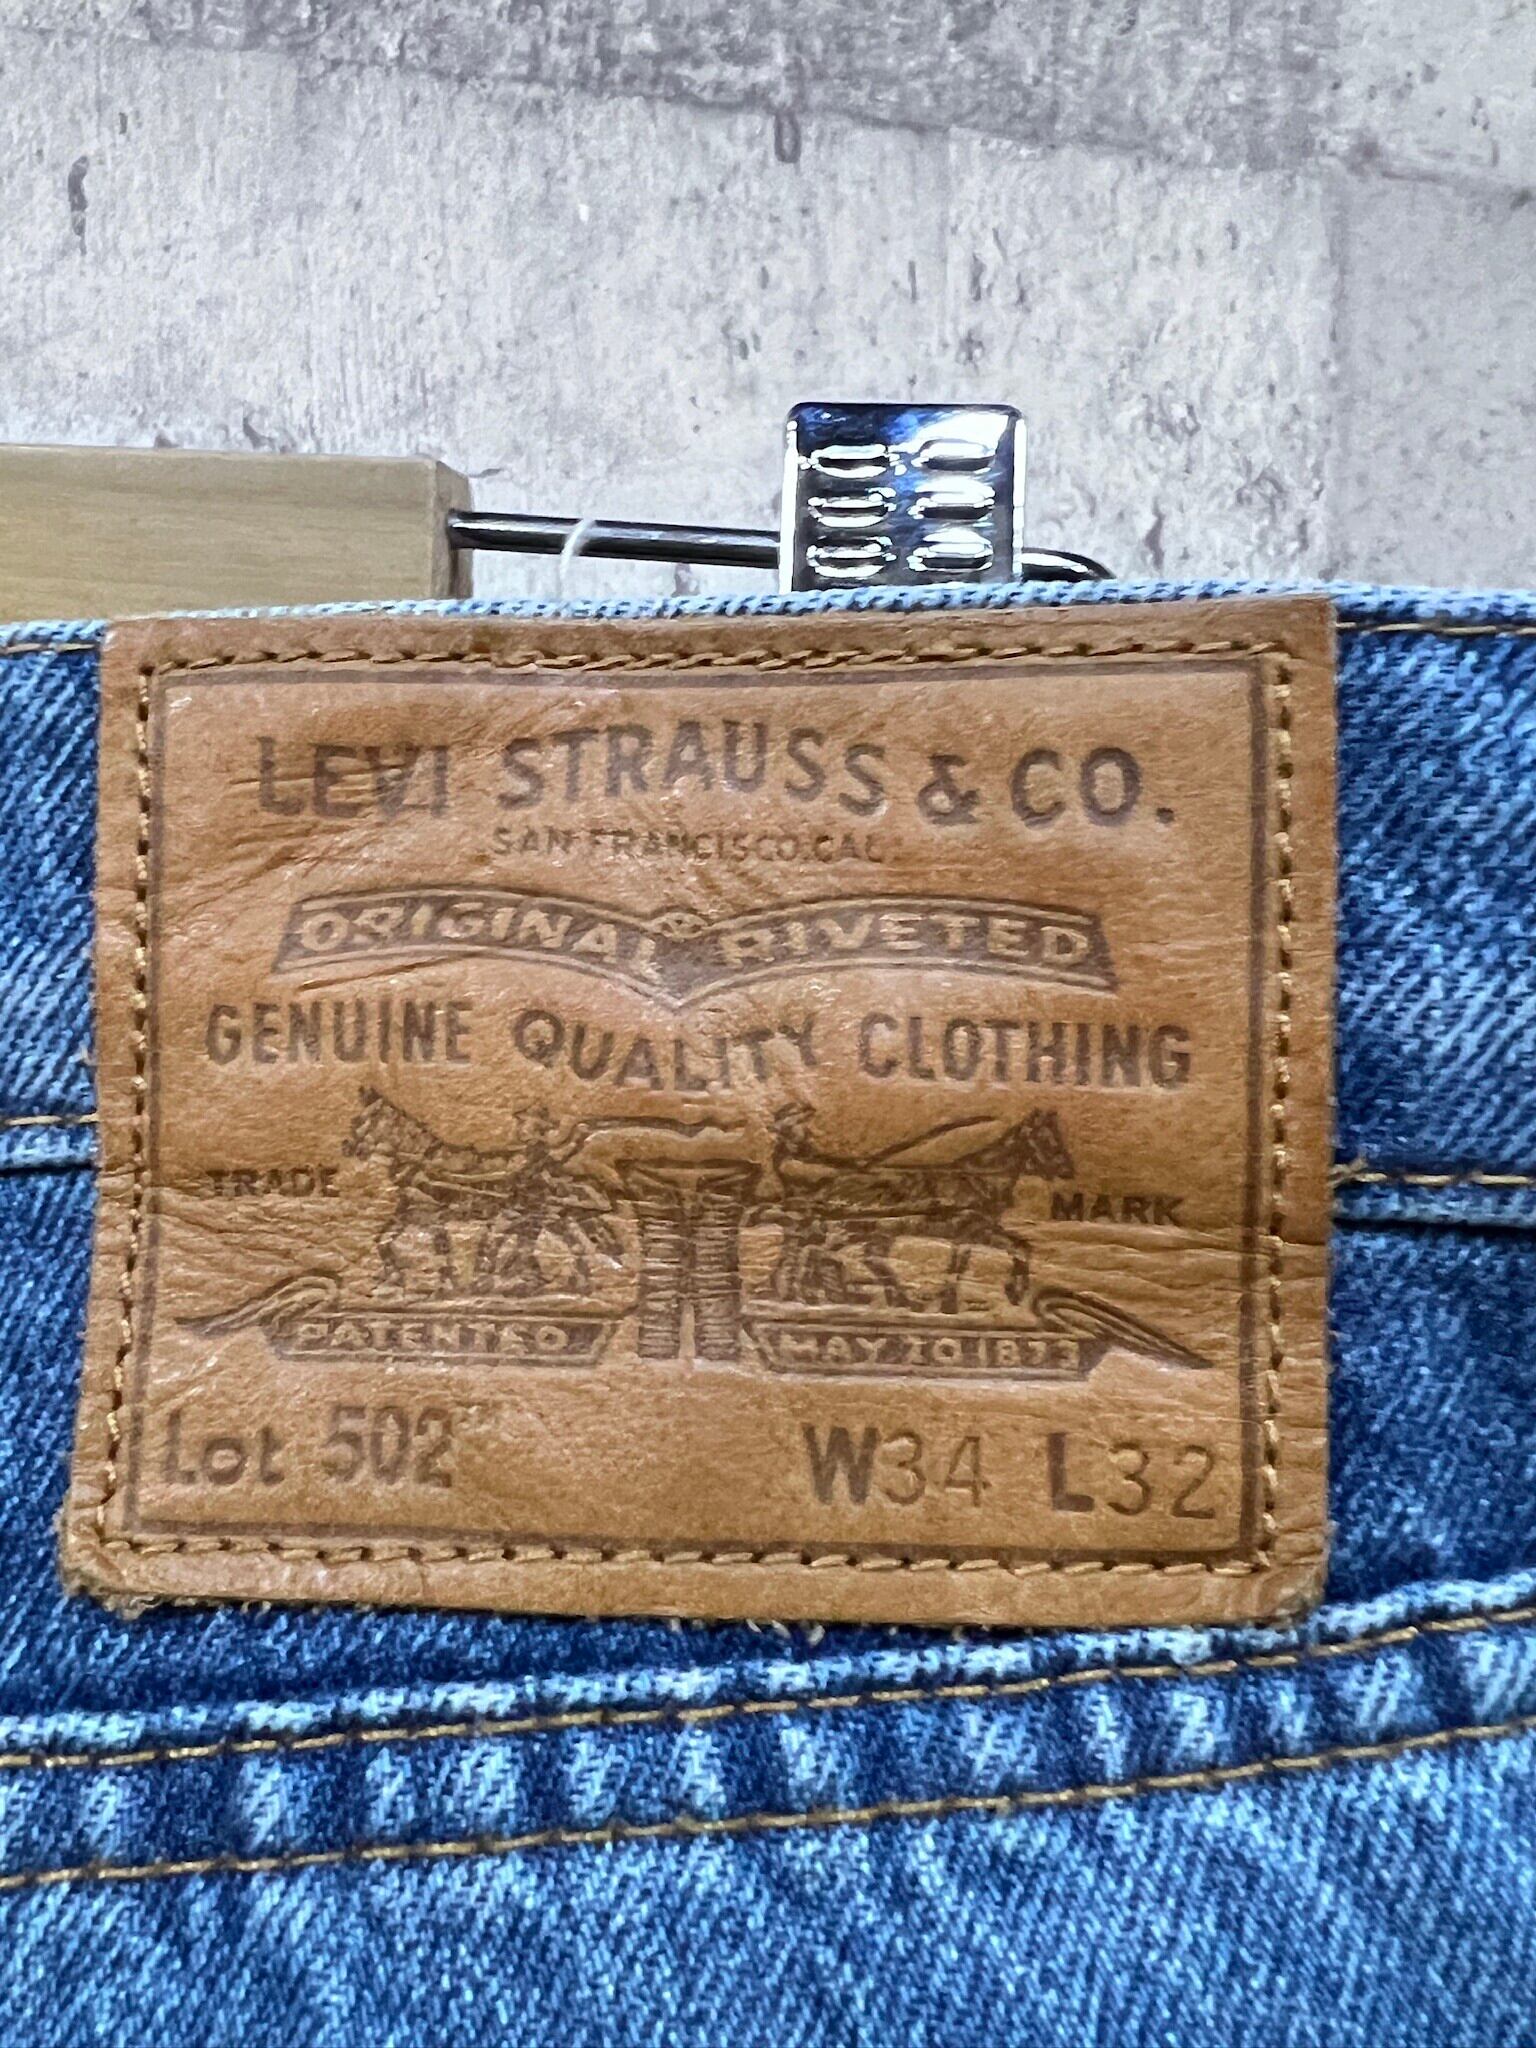 LEVI STRAUSS & CO.
SAN FRANCISCO, CAL
ORIGINAL RIVETED
GENUINE QUALITY CLOTHING
TRADE MARK
PATENTED MAY 20 1873
Lot 502 W34 L32